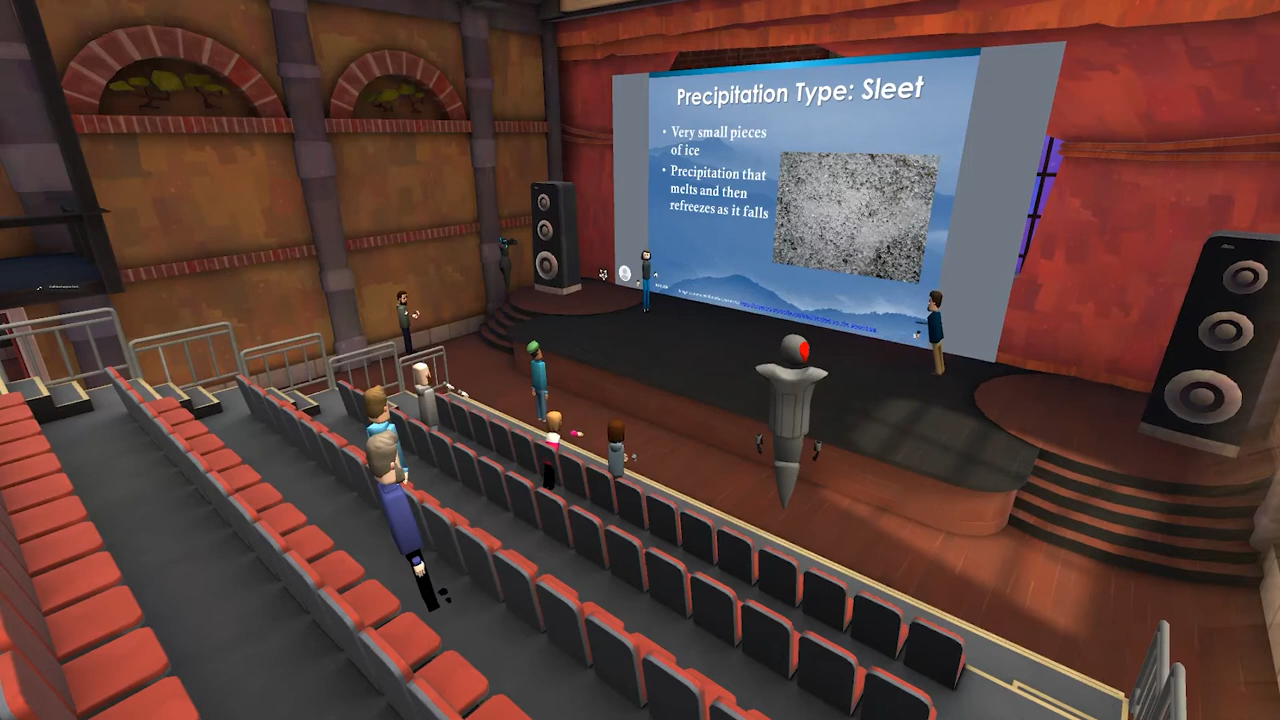 Precipitation Type: Sleet
• Very small pieces
of ice
• Precipitation that
melts and then
refreezes as it falls